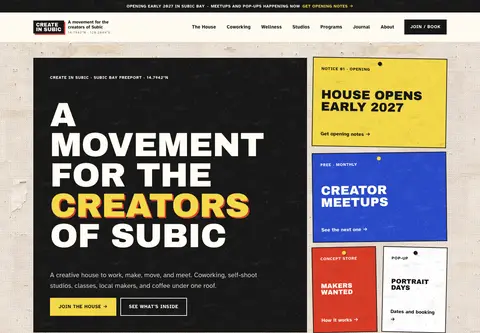 OPENING EARLY 2027 IN SUBIC BAY · MEETUPS AND POP-UPS HAPPENING NOW GET OPENING NOTES →
CREATE
IN SUBIC
A movement for the
creators of Subic
The House
Coworking
Wellness
Studios
Programs
Journal
About
JOIN / BOOK
CREATE IN SUBIC · SUBIC BAY FREEPORT · 14.7942°N
A
MOVEMENT
FOR THE
CREATORS
OF SUBIC
A creative house to work, make, move, and meet. Coworking, self-shoot
studios, classes, local makers, and coffee under one roof.
JOIN THE HOUSE →
SEE WHAT'S INSIDE
NOTICE 01 · OPENING
HOUSE OPENS
EARLY 2027
Get opening notes →
FREE · MONTHLY
CREATOR
MEETUPS
See the next one →
CONCEPT STORE
MAKERS
WANTED
How it works →
POP-UP
PORTRAIT
DAYS
Dates and booking
→